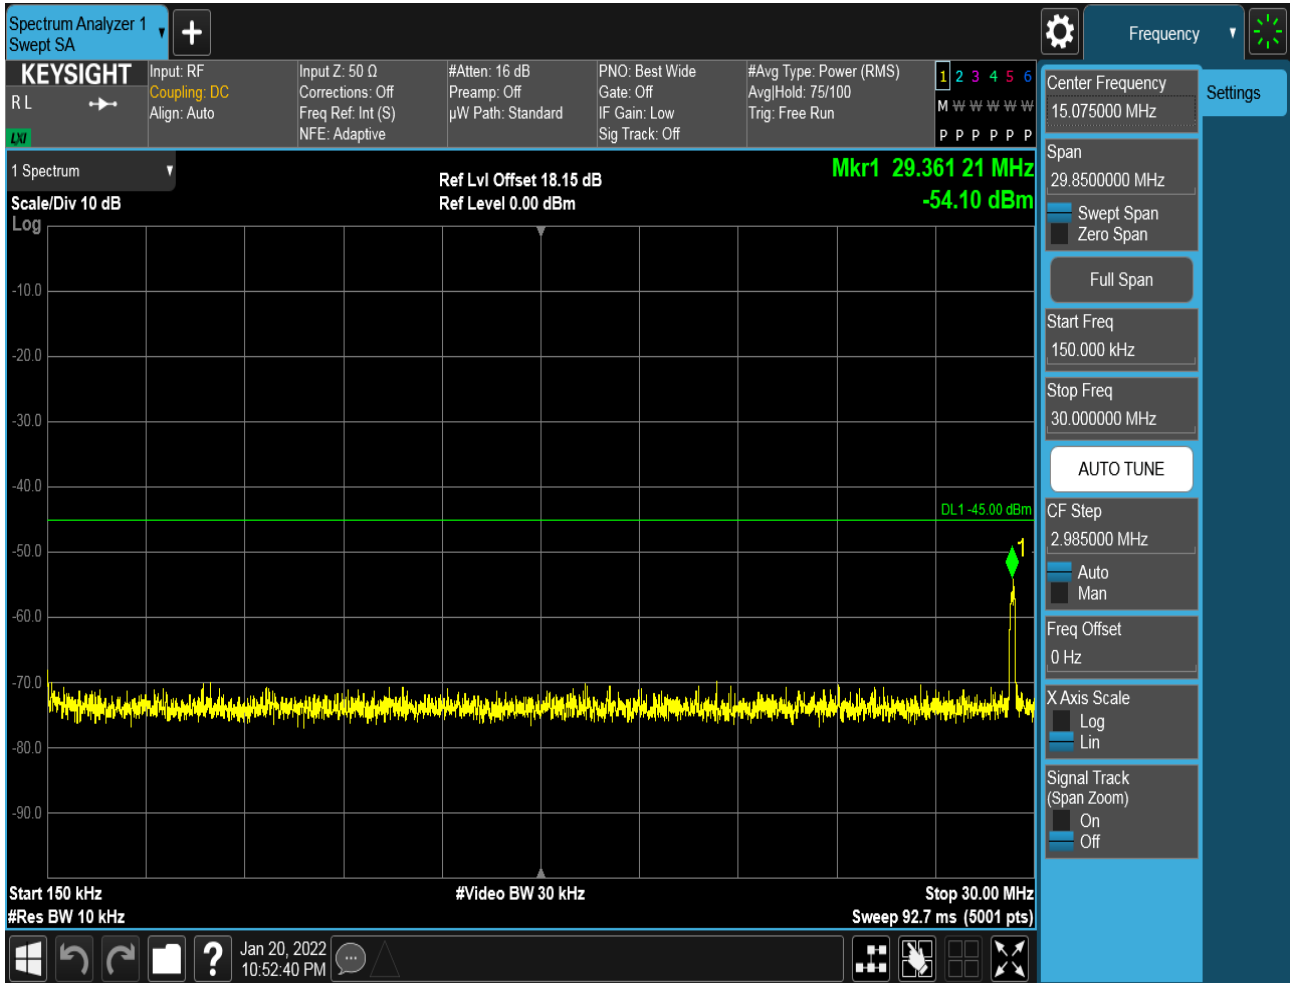 Spectrum Analyzer 1
Swept SA
Frequency
KEYSIGHT
R L
LXI
Input: RF
Coupling: DC
Align: Auto
Input Z: 50 Ω
Corrections: Off
Freq Ref: Int (S)
NFE: Adaptive
#Atten: 16 dB
Preamp: Off
µW Path: Standard
PNO: Best Wide
Gate: Off
IF Gain: Low
Sig Track: Off
#Avg Type: Power (RMS)
Avg|Hold: 75/100
Trig: Free Run
1 2 3 4 5 6
M W W W W W
P P P P P P
1 Spectrum
Scale/Div 10 dB
Log
Ref Lvl Offset 18.15 dB
Ref Level 0.00 dBm
Mkr1 29.361 21 MHz
-54.10 dBm
-10.0
-20.0
-30.0
-40.0
DL1 -45.00 dBm
-50.0
1
-60.0
-70.0
-80.0
-90.0
Start 150 kHz
#Video BW 30 kHz
Stop 30.00 MHz
#Res BW 10 kHz
Sweep 92.7 ms (5001 pts)
Jan 20, 2022
10:52:40 PM
?
Center Frequency
15.075000 MHz
Settings
Span
29.8500000 MHz
Swept Span
Zero Span
Full Span
Start Freq
150.000 kHz
Stop Freq
30.000000 MHz
AUTO TUNE
CF Step
2.985000 MHz
Auto
Man
Freq Offset
0 Hz
X Axis Scale
Log
Lin
Signal Track
(Span Zoom)
On
Off